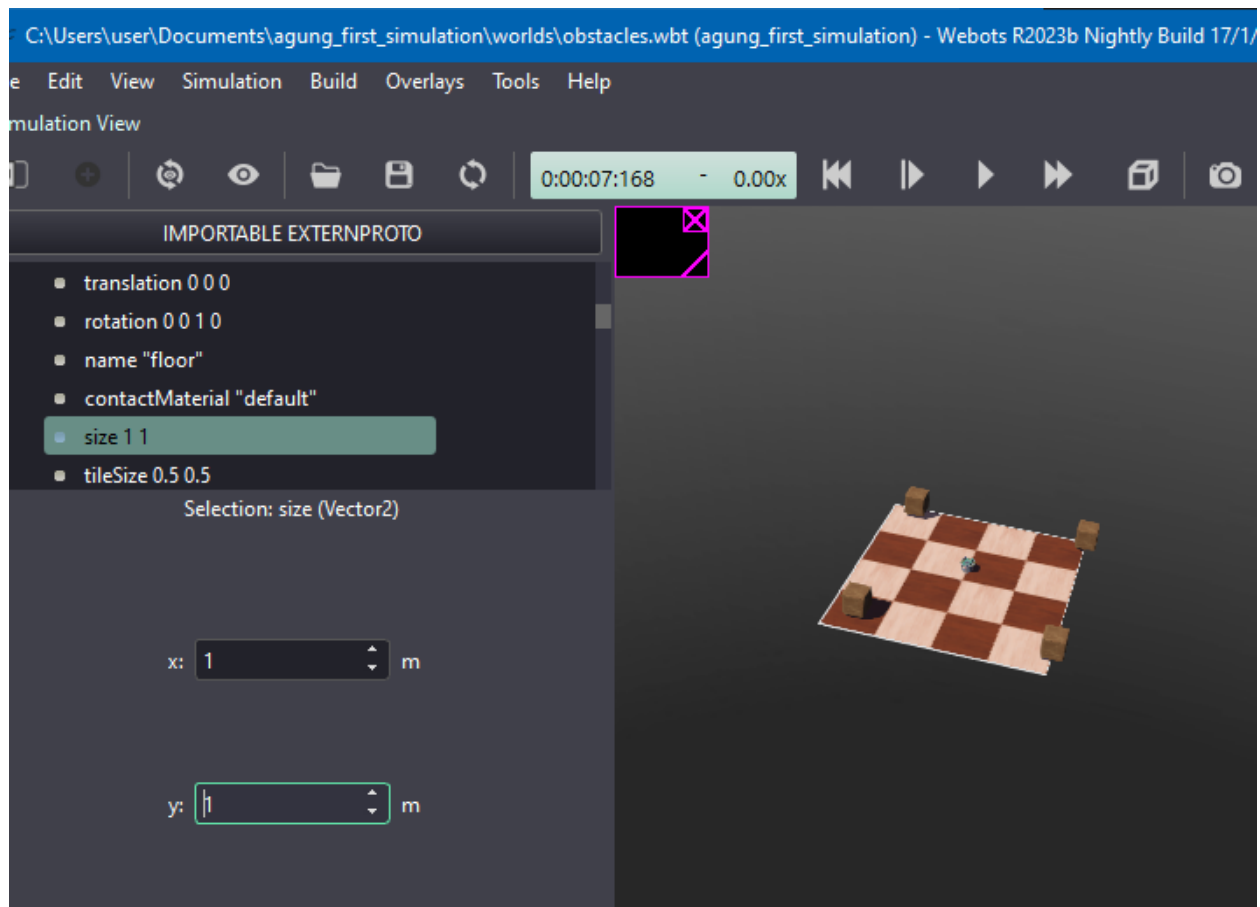 C:\Users\user\Documents\agung_first_simulation\worlds\obstacles.wbt (agung_first_simulation) - Webots R2023b Nightly Build 17/1/
e Edit View Simulation Build Overlays Tools Help
mulation View
0:00:07:168 - 0.00x
IMPORTABLE EXTERNPROTO
translation 0 0 0
rotation 0 0 1 0
name "floor"
contactMaterial "default"
size 1 1
tileSize 0.5 0.5
Selection: size (Vector2)
x: 1 m
y: 1 m